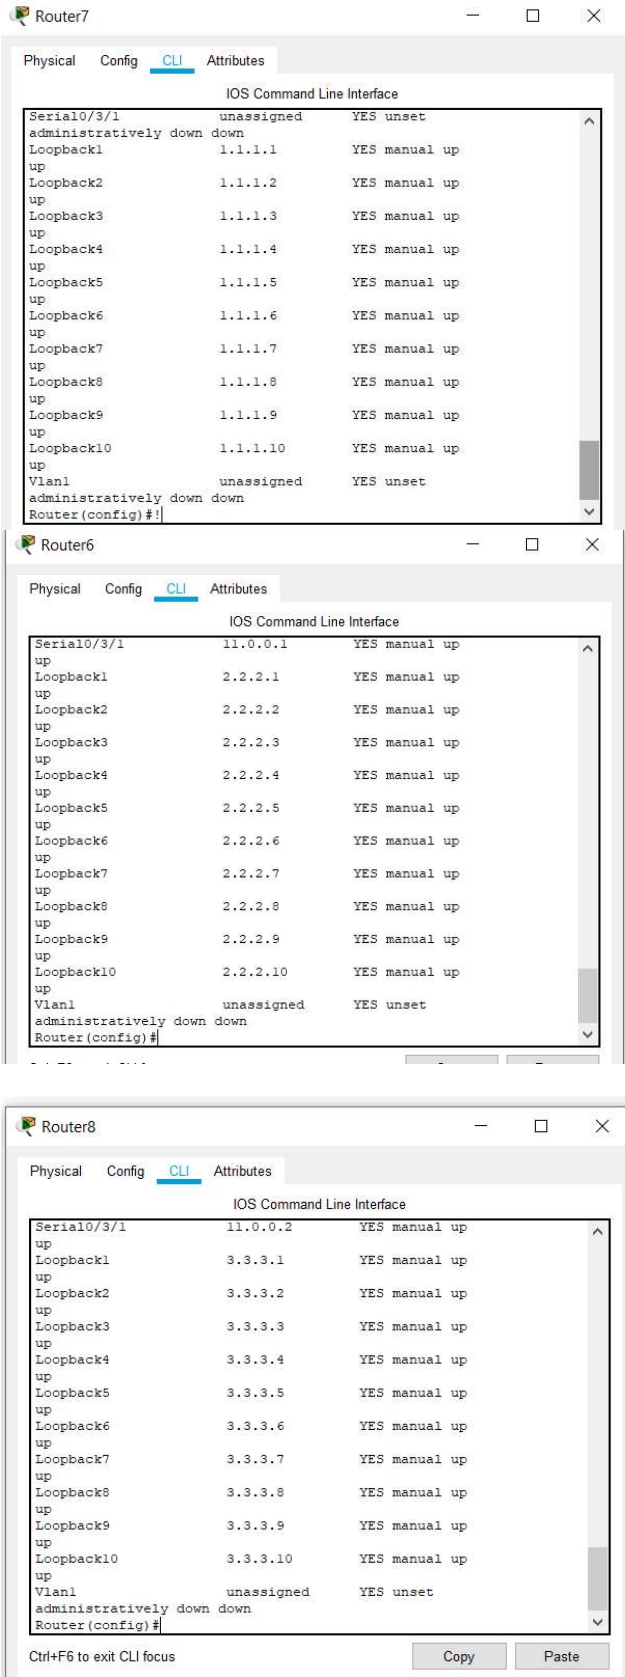 Router7
Physical Config CLI Attributes
IOS Command Line Interface
Serial0/3/1 unassigned YES unset
administratively down down
Loopback1 1.1.1.1 YES manual up
up
Loopback2 1.1.1.2 YES manual up
up
Loopback3 1.1.1.3 YES manual up
up
Loopback4 1.1.1.4 YES manual up
up
Loopback5 1.1.1.5 YES manual up
up
Loopback6 1.1.1.6 YES manual up
up
Loopback7 1.1.1.7 YES manual up
up
Loopback8 1.1.1.8 YES manual up
up
Loopback9 1.1.1.9 YES manual up
up
Loopback10 1.1.1.10 YES manual up
up
Vlan1 unassigned YES unset
administratively down down
Router(config)#!
Router6
Physical Config CLI Attributes
IOS Command Line Interface
Serial0/3/1 11.0.0.1 YES manual up
up
Loopback1 2.2.2.1 YES manual up
up
Loopback2 2.2.2.2 YES manual up
up
Loopback3 2.2.2.3 YES manual up
up
Loopback4 2.2.2.4 YES manual up
up
Loopback5 2.2.2.5 YES manual up
up
Loopback6 2.2.2.6 YES manual up
up
Loopback7 2.2.2.7 YES manual up
up
Loopback8 2.2.2.8 YES manual up
up
Loopback9 2.2.2.9 YES manual up
up
Loopback10 2.2.2.10 YES manual up
up
Vlan1 unassigned YES unset
administratively down down
Router(config)#
Router8
Physical Config CLI Attributes
IOS Command Line Interface
Serial0/3/1 11.0.0.2 YES manual up
up
Loopback1 3.3.3.1 YES manual up
up
Loopback2 3.3.3.2 YES manual up
up
Loopback3 3.3.3.3 YES manual up
up
Loopback4 3.3.3.4 YES manual up
up
Loopback5 3.3.3.5 YES manual up
up
Loopback6 3.3.3.6 YES manual up
up
Loopback7 3.3.3.7 YES manual up
up
Loopback8 3.3.3.8 YES manual up
up
Loopback9 3.3.3.9 YES manual up
up
Loopback10 3.3.3.10 YES manual up
up
Vlan1 unassigned YES unset
administratively down down
Router(config)#
Ctrl+F6 to exit CLI focus Copy Paste